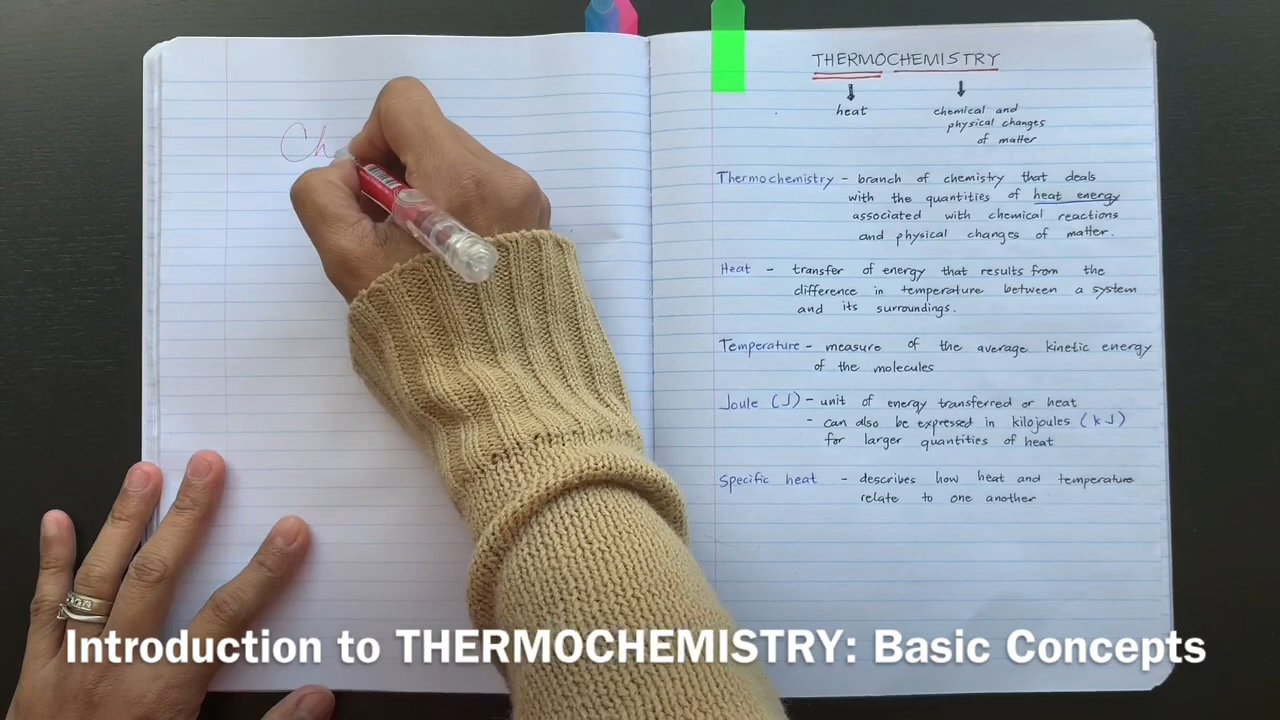 Ch
THERMOCHEMISTRY
heat
chemical and
physical changes
of matter
Thermochemistry - branch of chemistry that deals
with the quantities of heat energy
associated with chemical reactions
and physical changes of matter.
Heat - transfer of energy that results from the
difference in temperature between a system
and its surroundings.
Temperature - measure of the average kinetic energy
of the molecules
Joule (J) - unit of energy transferred or heat
- can also be expressed in kilojoules (kJ)
for larger quantities of heat
Specific heat - describes how heat and temperature
relate to one another
Introduction to THERMOCHEMISTRY: Basic Concepts